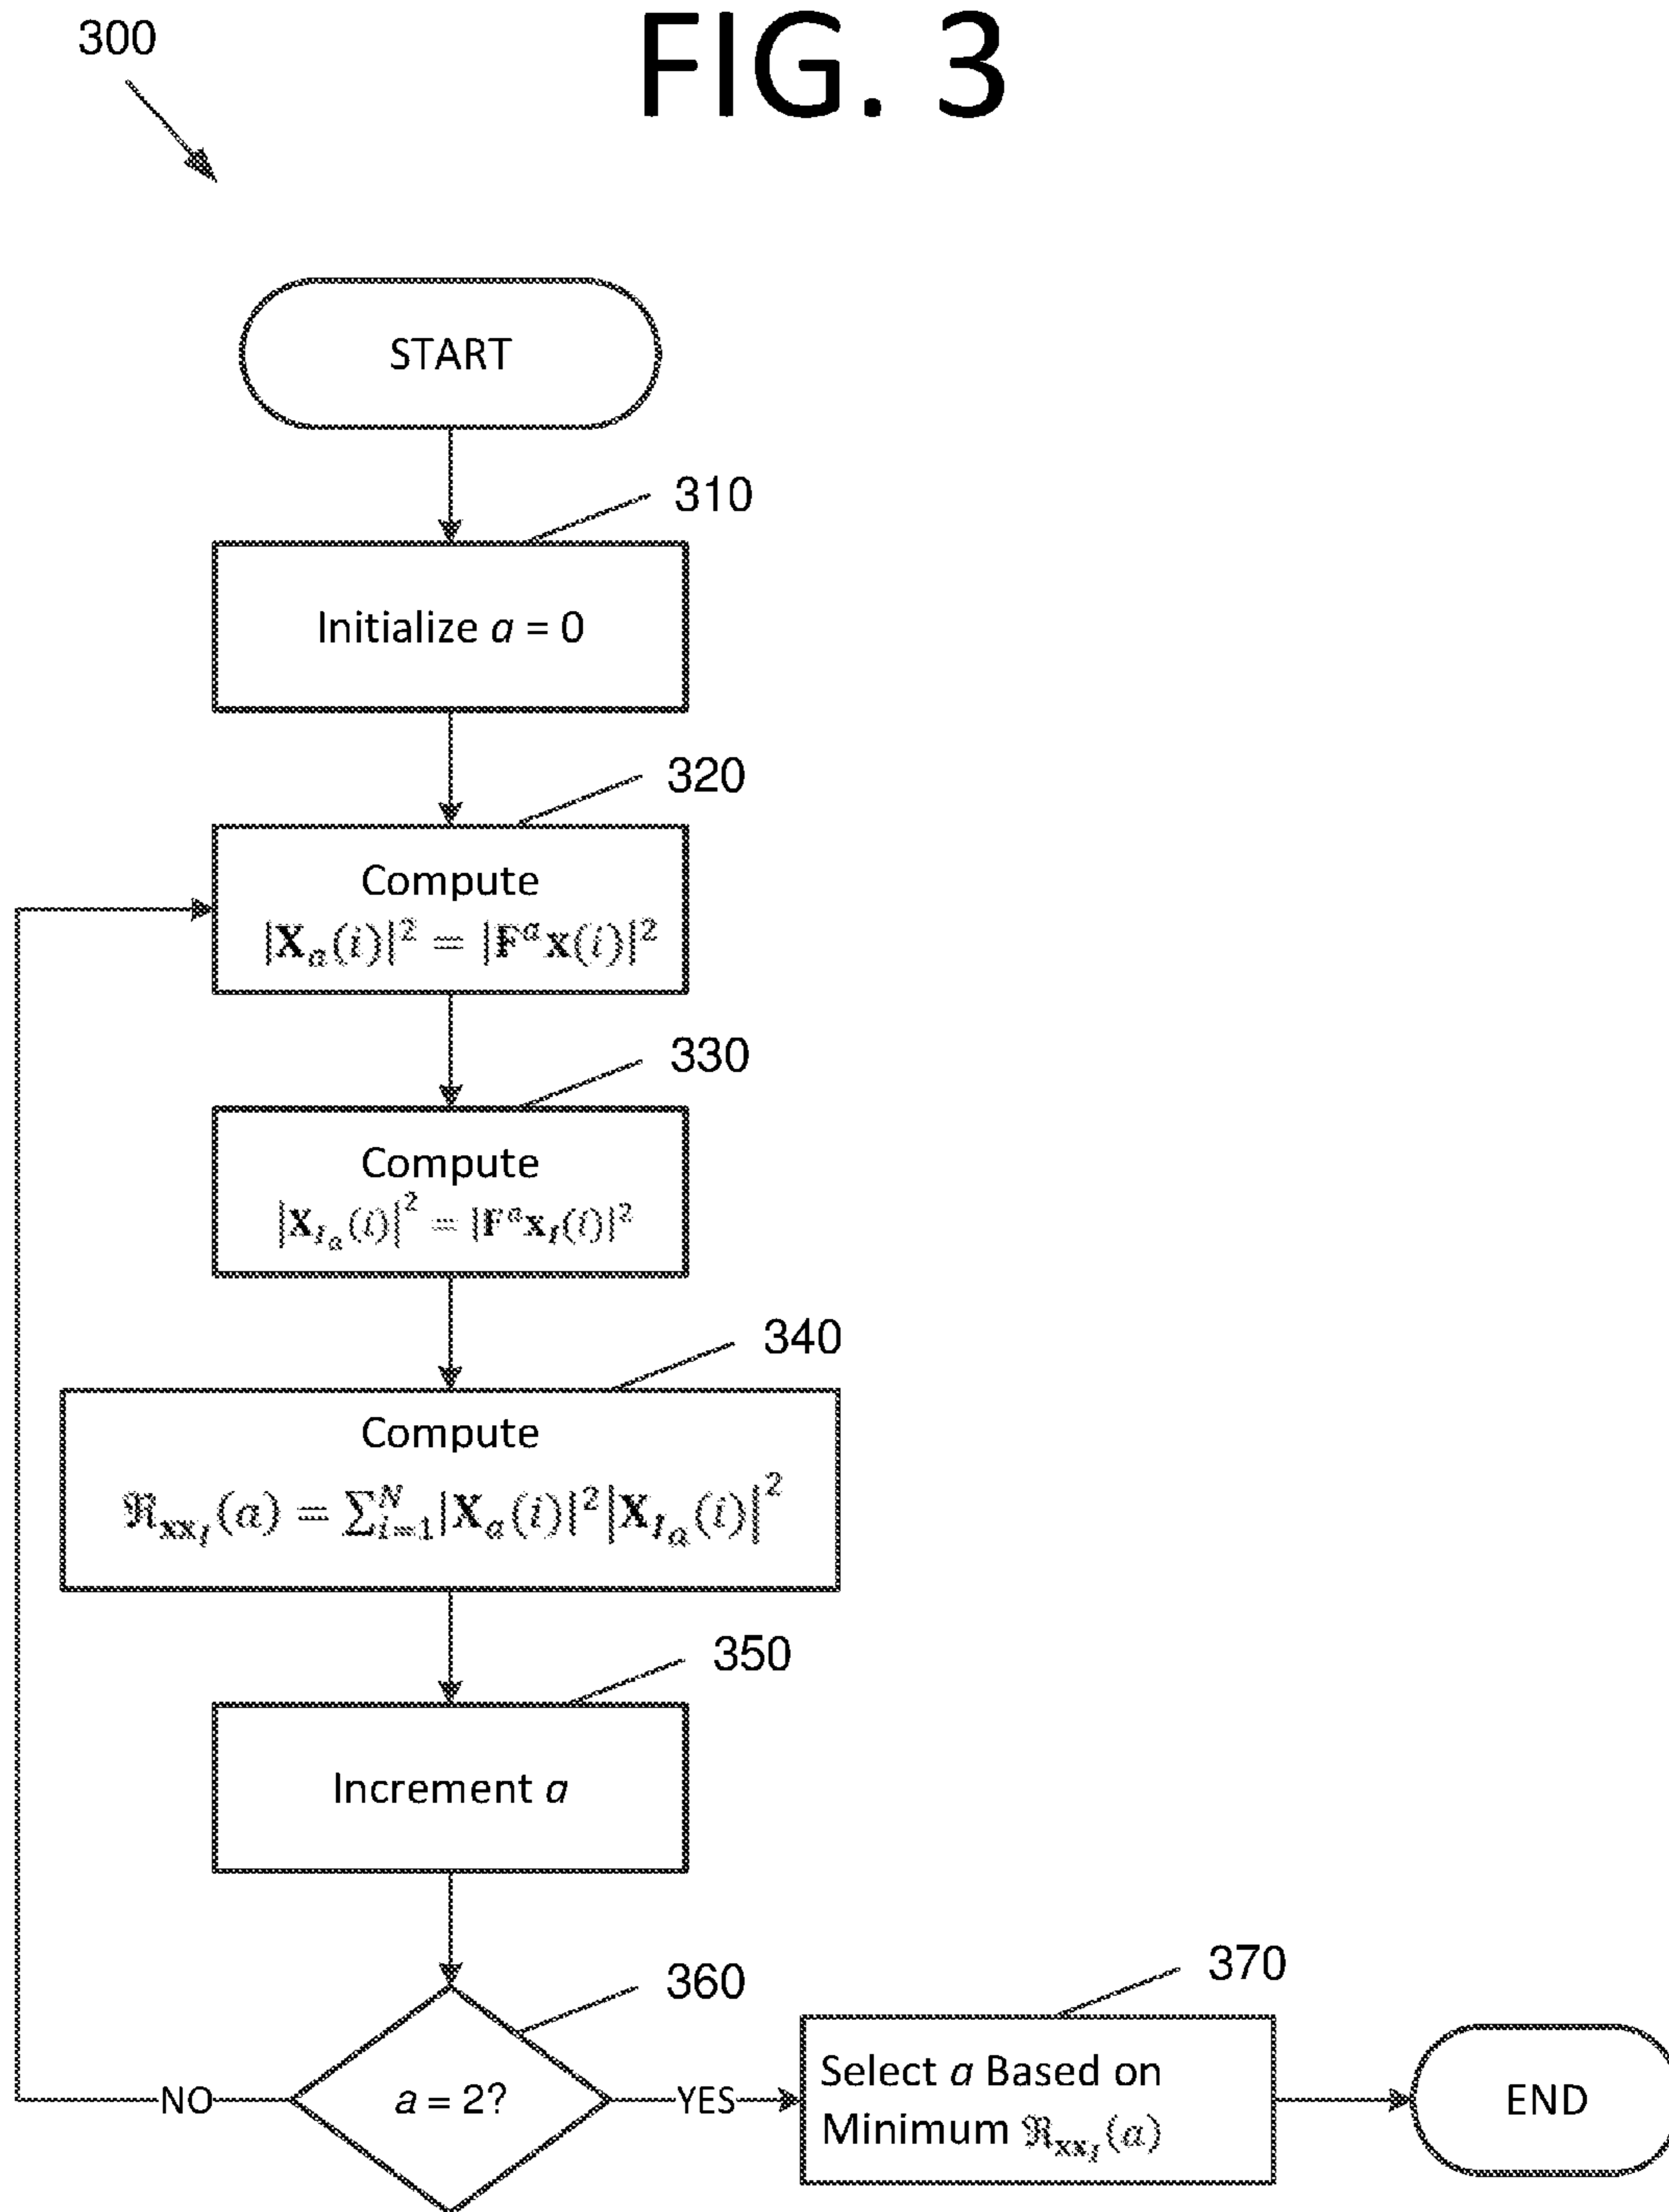 FIG. 3
300
START
310
Initialize a = 0
320
Compute
|X_a(i)|² = |F^a x(i)|²
330
Compute
|X_{I_a}(i)|² = |F^a x_I(i)|²
340
Compute
ℜ_{xx_I}(a) = ∑_{i=1}^{N} |X_a(i)|² |X_{I_a}(i)|²
350
Increment a
360
a = 2?
NO
YES
370
Select a Based on
Minimum ℜ_{xx_I}(a)
END